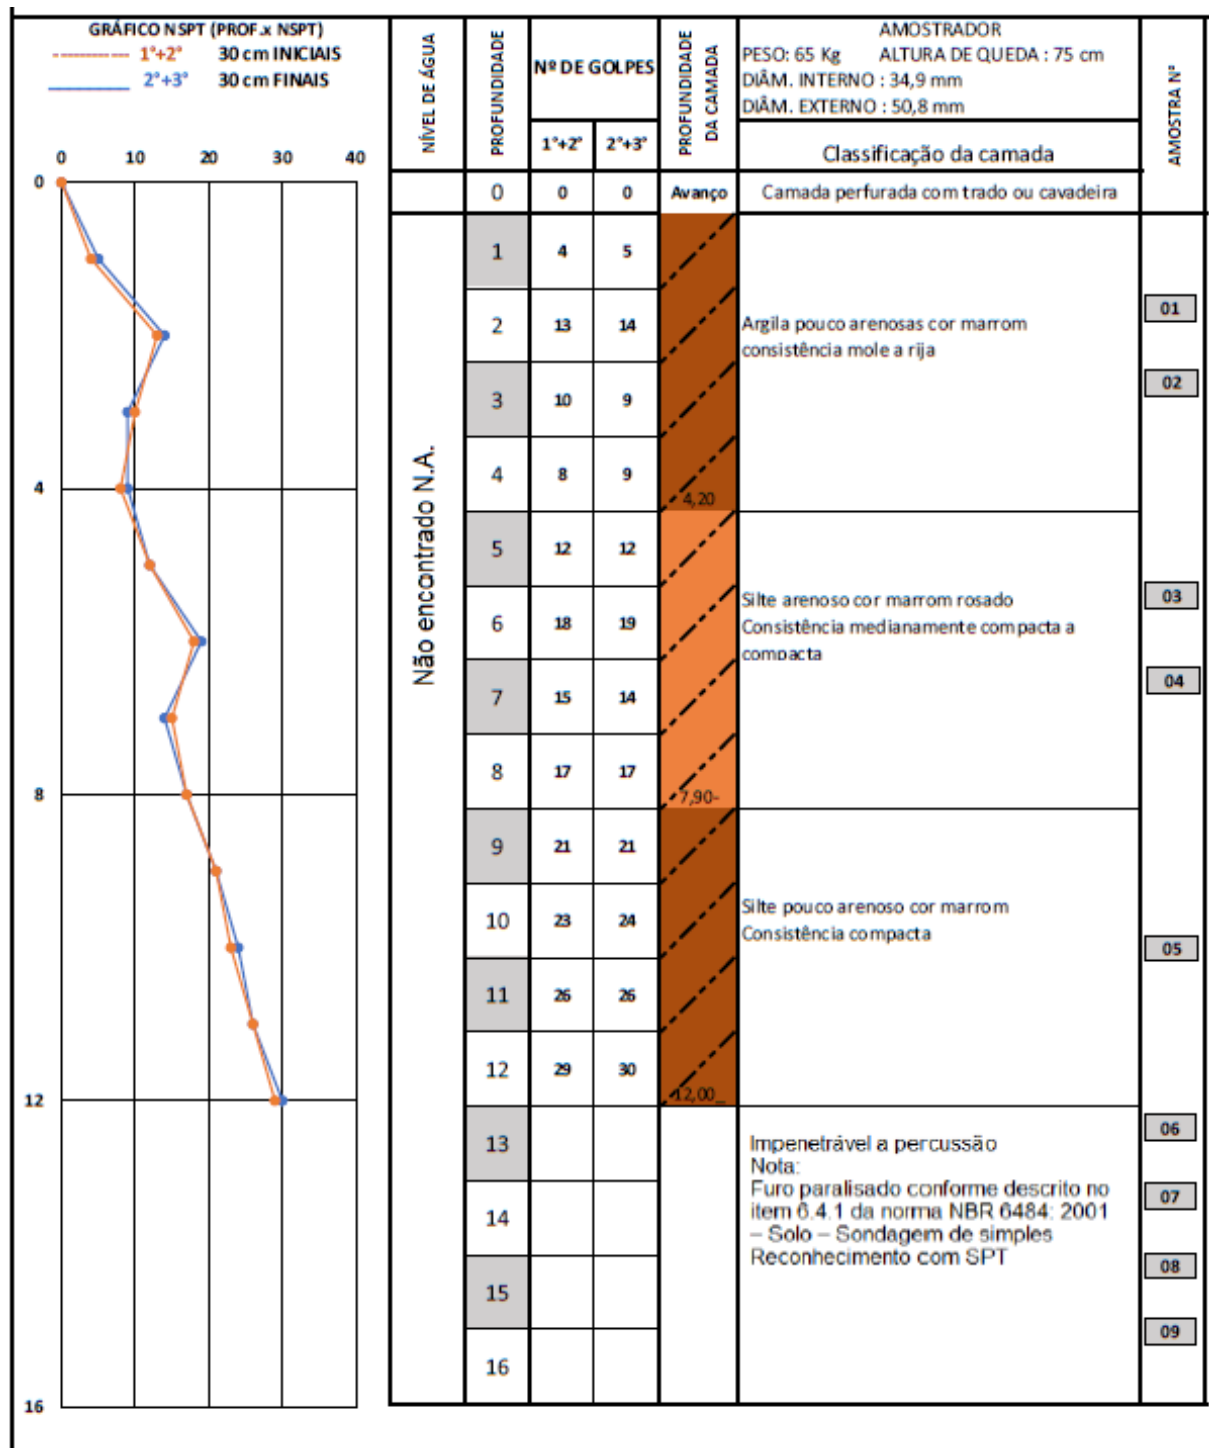 GRÁFICO NSPT (PROF.x NSPT)
1°+2° 30 cm INICIAIS
2°+3° 30 cm FINAIS
0 10 20 30 40
0
4
8
12
16
NÍVEL DE ÁGUA
PROFUNDIDADE
Nº DE GOLPES
1°+2° 2°+3°
PROFUNDIDADE
DA CAMADA
AMOSTRADOR
PESO: 65 Kg ALTURA DE QUEDA : 75 cm
DIÂM. INTERNO : 34,9 mm
DIÂM. EXTERNO : 50,8 mm
Classificação da camada
AMOSTRA Nº
0 0 0 Avanço Camada perfurada com trado ou cavadeira
Não encontrado N.A.
1 4 5
2 13 14
3 10 9
4 8 9
4,20
Argila pouco arenosas cor marrom
consistência mole a rija
01
02
5 12 12
6 18 19
7 15 14
8 17 17
7,90-
Silte arenoso cor marrom rosado
Consistência medianamente compacta a
compacta
03
04
9 21 21
10 23 24
11 26 26
12 29 30
12,00_
Silte pouco arenoso cor marrom
Consistência compacta
05
13
14
15
16
Impenetrável a percussão
Nota:
Furo paralisado conforme descrito no
item 6.4.1 da norma NBR 6484: 2001
– Solo – Sondagem de simples
Reconhecimento com SPT
06
07
08
09